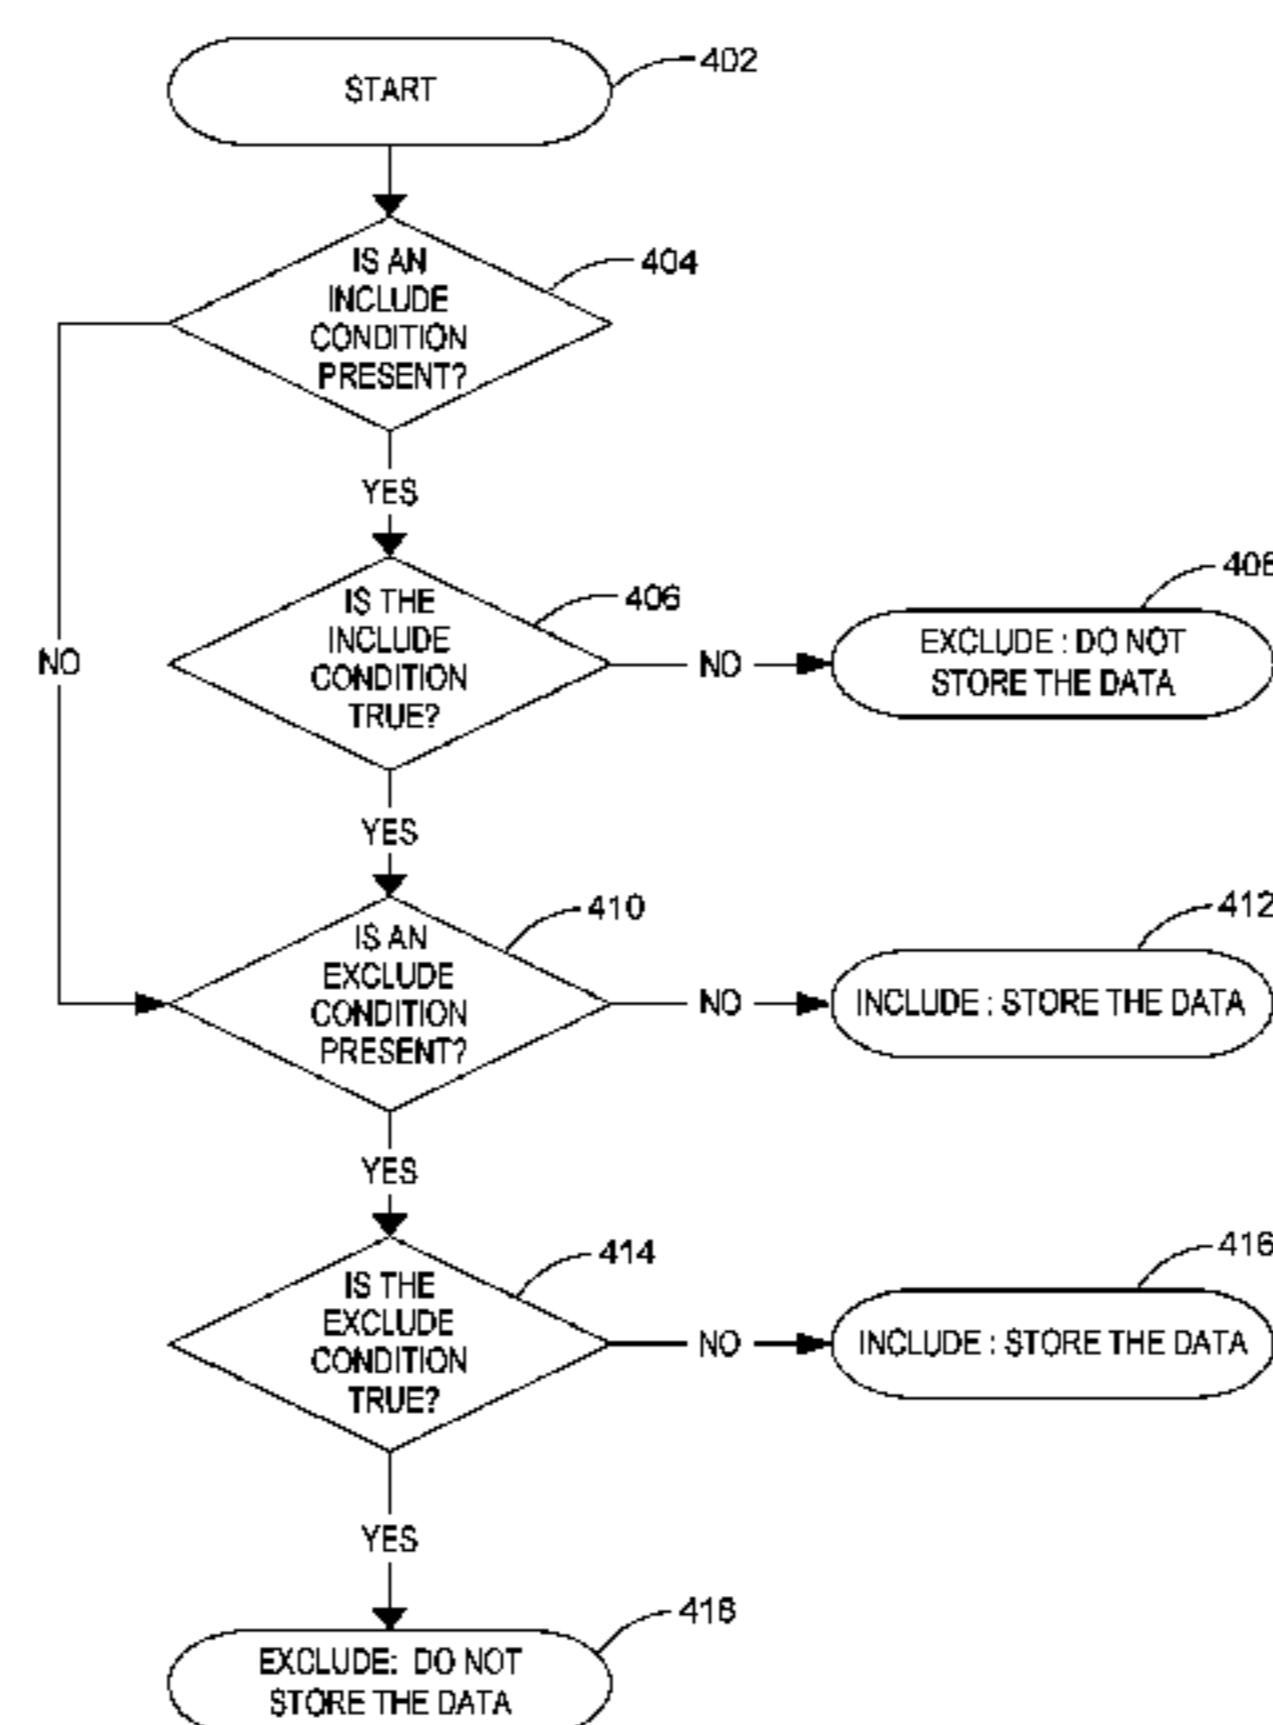 START
402
IS AN
INCLUDE
CONDITION
PRESENT?
404
YES
NO
IS THE
INCLUDE
CONDITION
TRUE?
406
NO
EXCLUDE : DO NOT
STORE THE DATA
408
YES
IS AN
EXCLUDE
CONDITION
PRESENT?
410
NO
INCLUDE : STORE THE DATA
412
YES
IS THE
EXCLUDE
CONDITION
TRUE?
414
NO
INCLUDE : STORE THE DATA
416
YES
EXCLUDE: DO NOT
STORE THE DATA
418